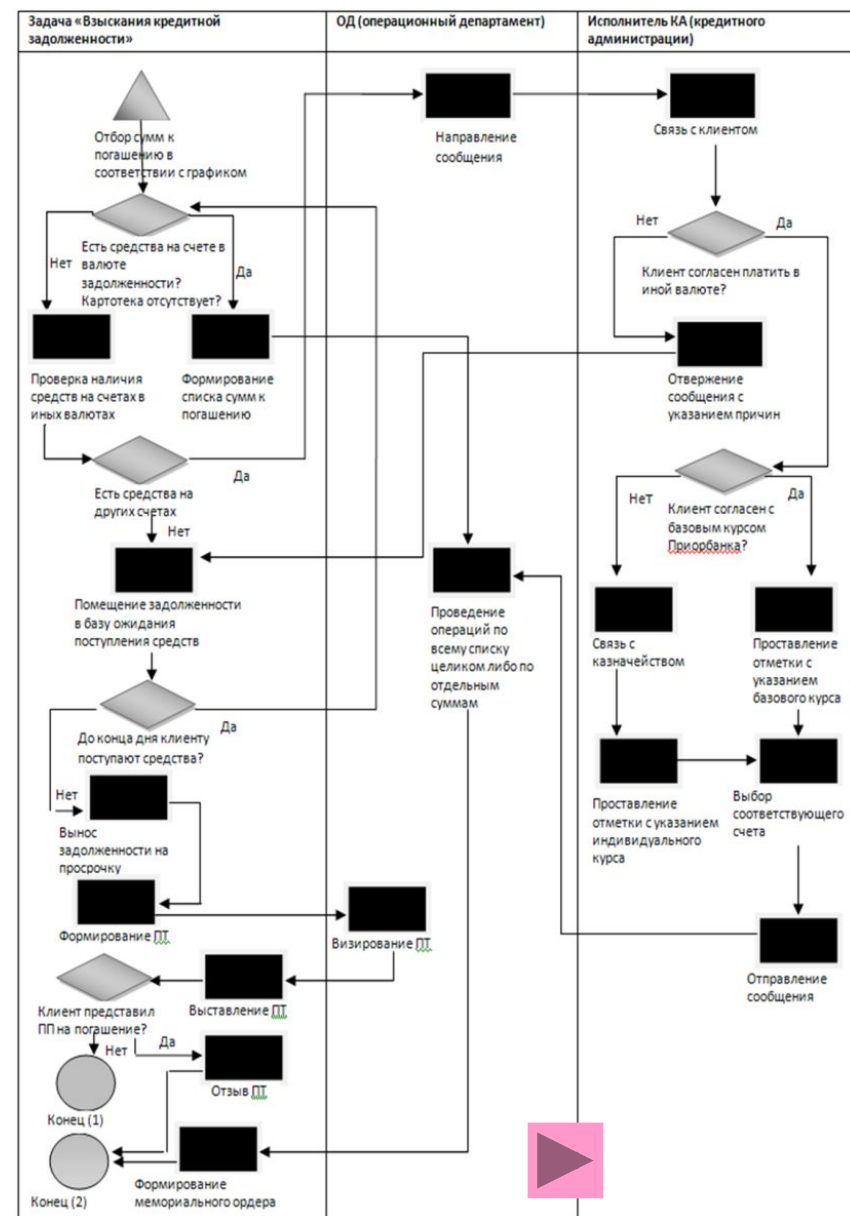 Задача «Взыскания кредитной
задолженности»
ОД (операционный департамент)
Исполнитель КА (кредитного
администрации)
Отбор сумм к
погашению в
соответствии с графиком
Направление
сообщения
Связь с клиентом
Есть средства на счете в
валюте
задолженности?
Картотека отсутствует?
Нет
Да
Нет
Да
Клиент согласен платить в
иной валюте?
Проверка наличия
средств на счетах в
иных валютах
Формирование
списка сумм к
погашению
Отвержение
сообщения с
указанием причин
Да
Есть средства на
других счетах
Нет
Нет
Да
Клиент согласен с
базовым курсом
Приорбанка?
Помещение задолженности
в базу ожидания
поступления средств
Проведение
операций по
всему списку
целиком либо по
отдельным
суммам
Связь с
казначейством
Проставление
отметки с
указанием
базового курса
Да
До конца дня клиенту
поступают средства?
Нет
Вынос
задолженности на
просрочку
Проставление
отметки с указанием
индивидуального
курса
Выбор
соответствующего
счета
Формирование ПТ
Визирование ПТ
Отправление
сообщения
Выставление ПТ
Клиент представил
ПП на погашение?
Нет
Да
Отзыв ПТ
Конец (1)
Конец (2)
Формирование
мемориального ордера